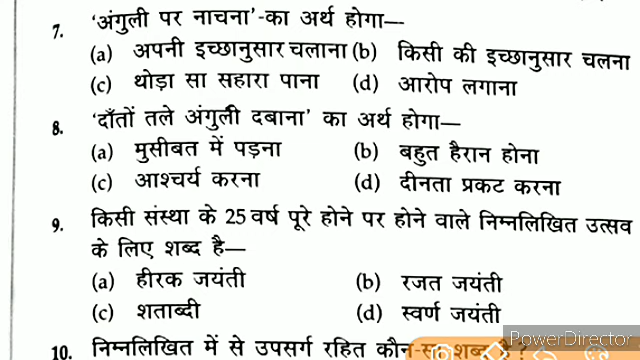 7. 'अंगुली पर नाचना'-का अर्थ होगा—
(a) अपनी इच्छानुसार चलाना (b) किसी की इच्छानुसार चलना
(c) थोड़ा सा सहारा पाना (d) आरोप लगाना
8. 'दाँतों तले अंगुली दबाना' का अर्थ होगा—
(a) मुसीबत में पड़ना (b) बहुत हैरान होना
(c) आश्चर्य करना (d) दीनता प्रकट करना
9. किसी संस्था के 25 वर्ष पूरे होने पर होने वाले निम्नलिखित उत्सव
के लिए शब्द है—
(a) हीरक जयंती (b) रजत जयंती
(c) शताब्दी (d) स्वर्ण जयंती
PowerDirector
10. निम्नलिखित में से उपसर्ग रहित कौन-सा शब्द है ?